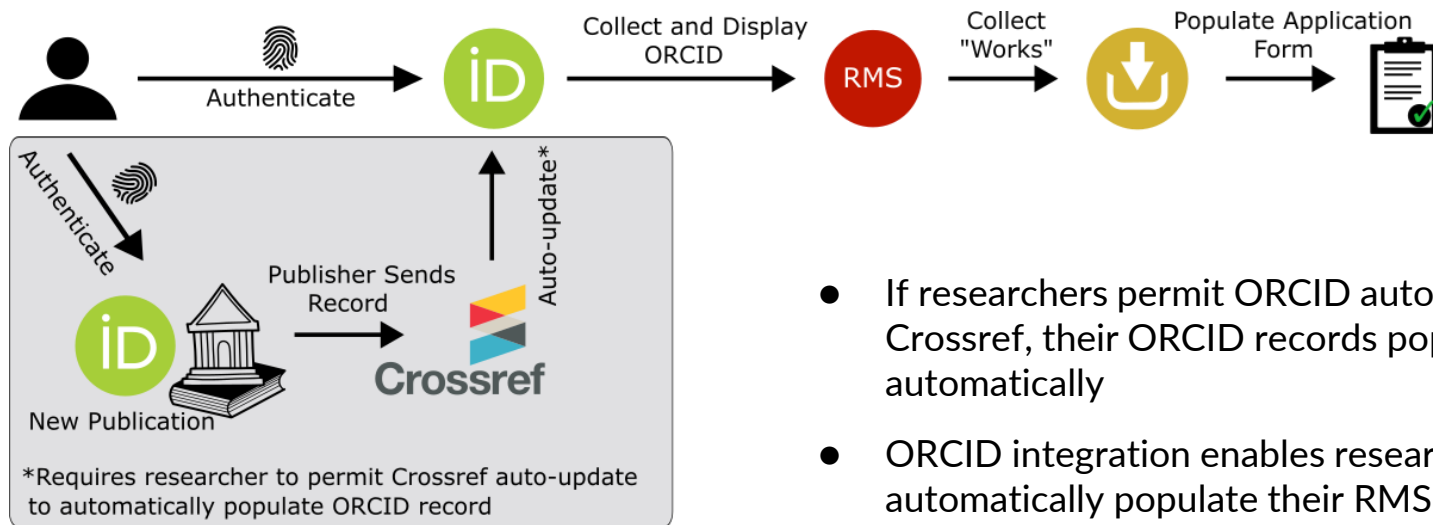 Authenticate
iD
Collect and Display
ORCID
RMS
Collect
"Works"
Populate Application
Form
Authenticate
iD
New Publication
Publisher Sends
Record
Crossref
Auto-update*
*Requires researcher to permit Crossref auto-update
to automatically populate ORCID record
● If researchers permit ORCID auto
Crossref, their ORCID records pop
automatically
● ORCID integration enables resear
automatically populate their RMS